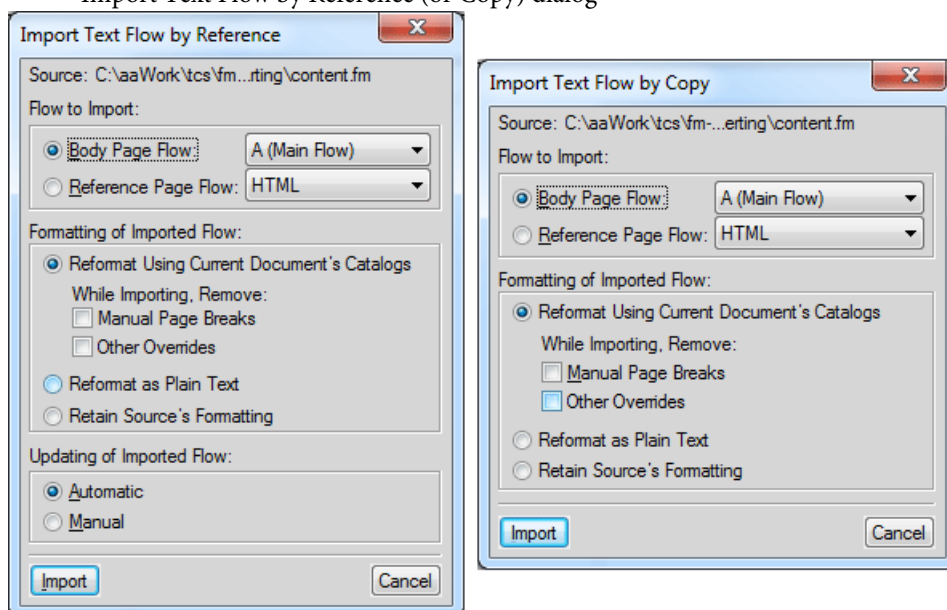 Import Text Flow by Reference (or Copy) dialog
Import Text Flow by Reference
Source: C:\aaWork\tcs\fm...rting\content.fm
Flow to Import:
Body Page Flow: A (Main Flow)
Reference Page Flow: HTML
Formatting of Imported Flow:
Reformat Using Current Document's Catalogs
While Importing, Remove:
Manual Page Breaks
Other Overrides
Reformat as Plain Text
Retain Source's Formatting
Updating of Imported Flow:
Automatic
Manual
Import Cancel
Import Text Flow by Copy
Source: C:\aaWork\tcs\fm-...erting\content.fm
Flow to Import:
Body Page Flow: A (Main Flow)
Reference Page Flow: HTML
Formatting of Imported Flow:
Reformat Using Current Document's Catalogs
While Importing, Remove:
Manual Page Breaks
Other Overrides
Reformat as Plain Text
Retain Source's Formatting
Import Cancel